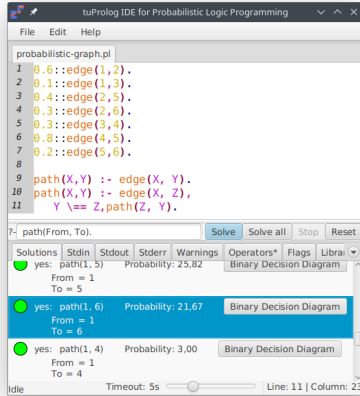 tuProlog IDE for Probabilistic Logic Programming
File Edit Help
probabilistic-graph.pl
1 0.6::edge(1,2).
2 0.1::edge(1,3).
3 0.4::edge(2,5).
4 0.3::edge(2,6).
5 0.3::edge(3,4).
6 0.8::edge(4,5).
7 0.2::edge(5,6).
8
9 path(X,Y) :- edge(X, Y).
10 path(X,Y) :- edge(X, Z),
11 Y \== Z,path(Z, Y).
?- path(From, To). Solve Solve all Stop Reset
Solutions Stdin Stdout Stderr Warnings Operators* Flags Librar
yes: path(1, 5) Probability: 25,82 Binary Decision Diagram
From = 1
To = 5
yes: path(1, 6) Probability: 21,67 Binary Decision Diagram
From = 1
To = 6
yes: path(1, 4) Probability: 3,00 Binary Decision Diagram
From = 1
To = 4
Idle Timeout: 5s Line: 11 | Column: 23